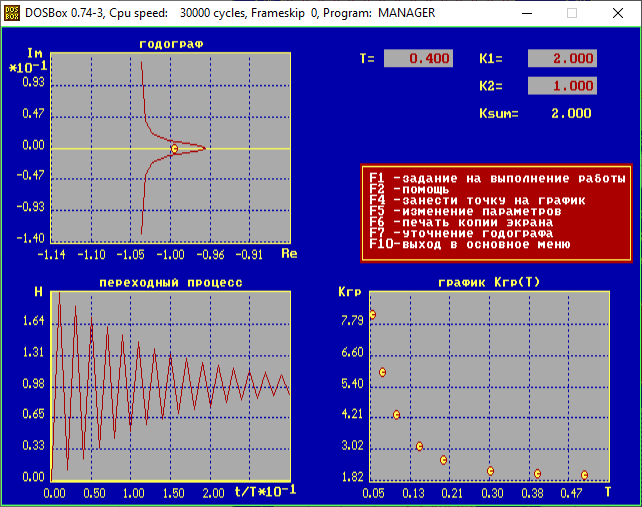 DOSBox 0.74-3, Cpu speed: 30000 cycles, Frameskip 0, Program: MANAGER
годограф
Im
*10⁻¹
0.93
0.47
0.00
-0.47
-0.93
-1.40
-1.14 -1.10 -1.05 -1.00 -0.96 -0.91 Re
T= 0.400 K1= 2.000
K2= 1.000
Ksum= 2.000
F1 -задание на выполнение работы
F2 -помощь
F4 -занести точку на график
F5 -изменение параметров
F6 -печать копии экрана
F7 -уточнение годографа
F10-выход в основное меню
переходный процесс
H
1.64
1.31
0.98
0.65
0.33
0.00
0.00 0.50 1.00 1.50 2.00 t/T*10⁻¹
график Kгр(T)
Kгр
7.79
6.60
5.40
4.21
3.02
1.82
0.05 0.13 0.21 0.30 0.38 0.47 T